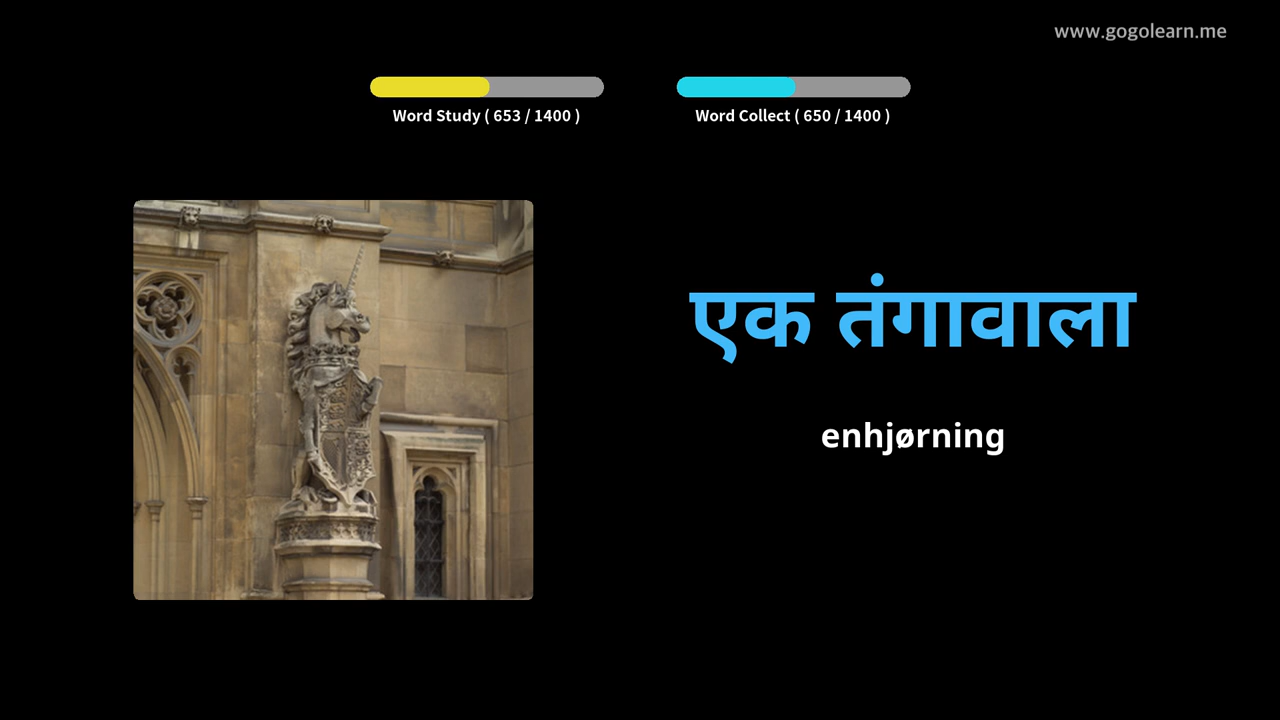 www.gogolearn.me
Word Study ( 653 / 1400 )
Word Collect ( 650 / 1400 )
एक तंगावाला
enhjørning